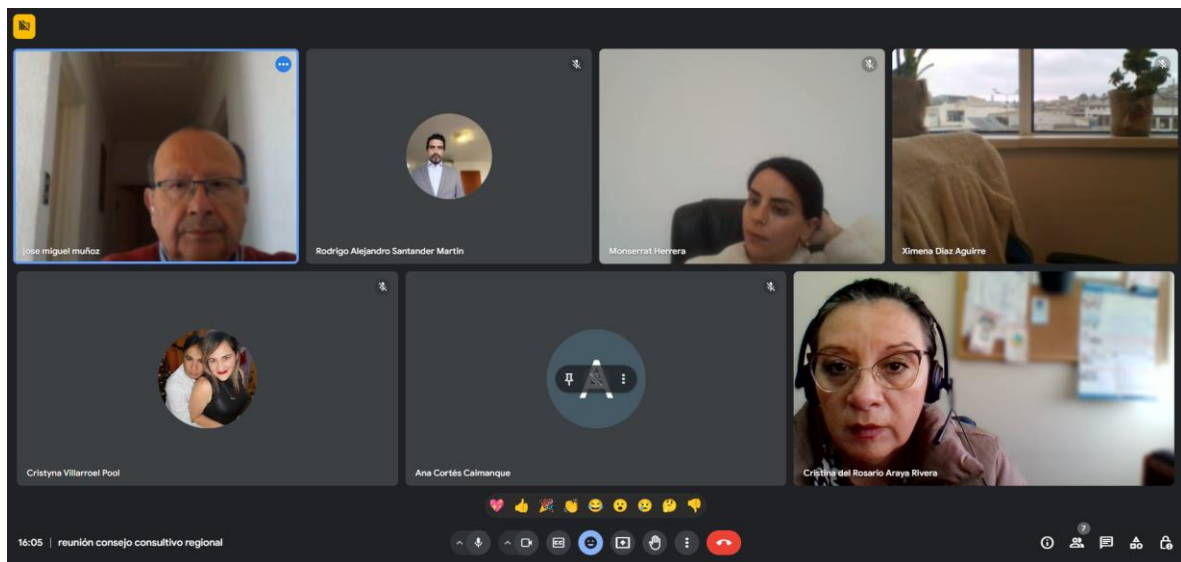 jose miguel muñoz
Rodrigo Alejandro Santander Martin
Monserrat Herrera
Ximena Díaz Aguirre
Cristyna Villarroel Pool
A
Ana Cortés Caimanque
Cristina del Rosario Araya Rivera
CC
7
16:05 | reunión consejo consultivo regional